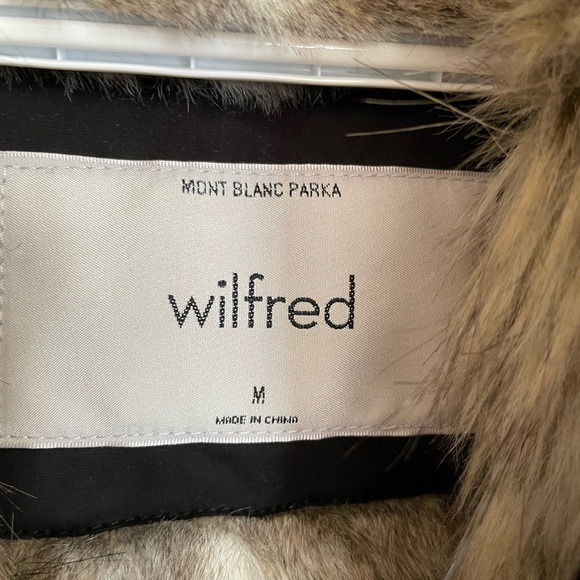 MONT BLANC PARKA
wilfred
M
MADE IN CHINA